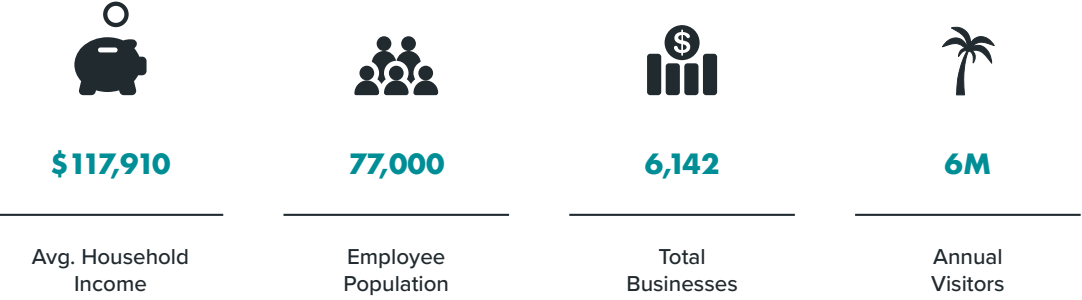 $
$117,910
77,000
6,142
6M
Avg. Household
Income
Employee
Population
Total
Businesses
Annual
Visitors